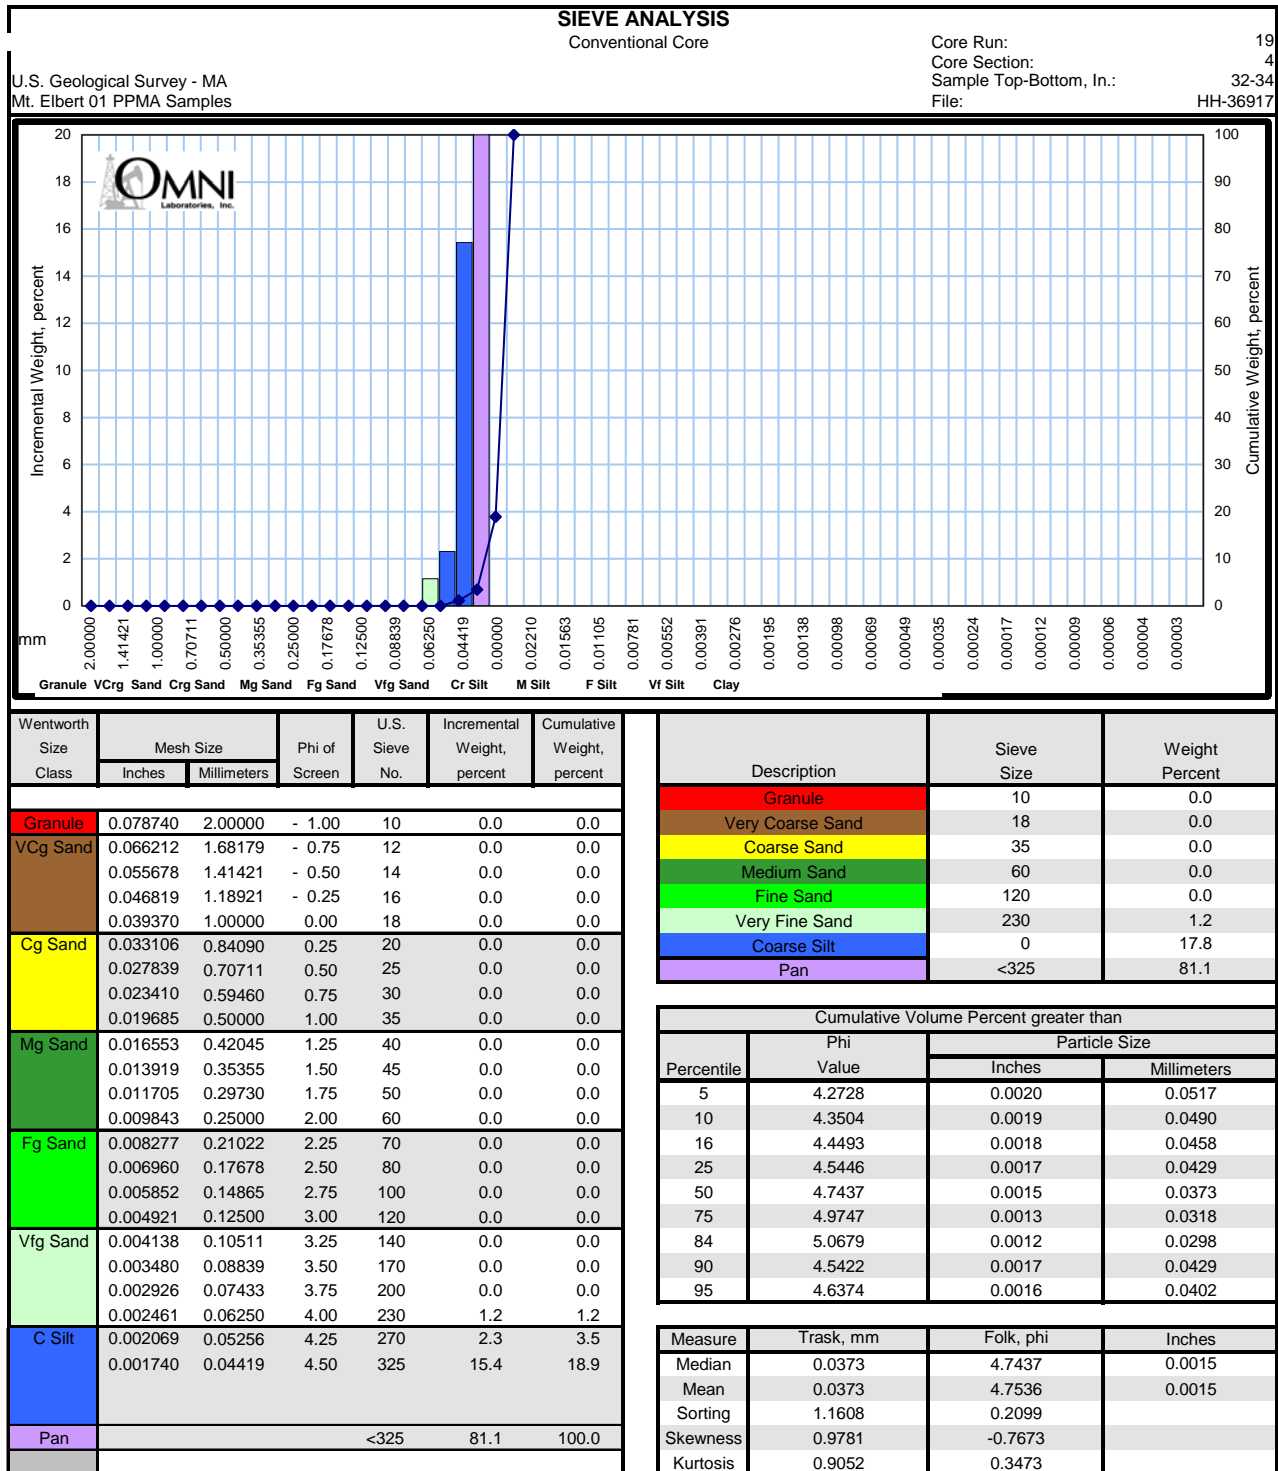 SIEVE ANALYSIS
Conventional Core
Core Run: 19
Core Section: 4
U.S. Geological Survey - MA Sample Top-Bottom, In.: 32-34
Mt. Elbert 01 PPMA Samples File: HH-36917
OMNI
Laboratories, Inc.
Incremental Weight, percent
20
18
16
14
12
10
8
6
4
2
0
100
90
80
70
60
50
40
30
20
10
0
Cumulative Weight, percent
mm
2.00000 1.41421 1.00000 0.70711 0.50000 0.35355 0.25000 0.17678 0.12500 0.08839 0.06250 0.04419 0.00000 0.02210 0.01563 0.01105 0.00781 0.00552 0.00391 0.00276 0.00195 0.00138 0.00098 0.00069 0.00049 0.00035 0.00024 0.00017 0.00012 0.00009 0.00006 0.00004 0.00003
Granule VCrg Sand Crg Sand Mg Sand Fg Sand Vfg Sand Cr Silt M Silt F Silt Vf Silt Clay
Wentworth U.S. Incremental Cumulative
Size Mesh Size Phi of Sieve Weight, Weight,
Class Inches Millimeters Screen No. percent percent
Granule 0.078740 2.00000 - 1.00 10 0.0 0.0
VCg Sand 0.066212 1.68179 - 0.75 12 0.0 0.0
0.055678 1.41421 - 0.50 14 0.0 0.0
0.046819 1.18921 - 0.25 16 0.0 0.0
0.039370 1.00000 0.00 18 0.0 0.0
Cg Sand 0.033106 0.84090 0.25 20 0.0 0.0
0.027839 0.70711 0.50 25 0.0 0.0
0.023410 0.59460 0.75 30 0.0 0.0
0.019685 0.50000 1.00 35 0.0 0.0
Mg Sand 0.016553 0.42045 1.25 40 0.0 0.0
0.013919 0.35355 1.50 45 0.0 0.0
0.011705 0.29730 1.75 50 0.0 0.0
0.009843 0.25000 2.00 60 0.0 0.0
Fg Sand 0.008277 0.21022 2.25 70 0.0 0.0
0.006960 0.17678 2.50 80 0.0 0.0
0.005852 0.14865 2.75 100 0.0 0.0
0.004921 0.12500 3.00 120 0.0 0.0
Vfg Sand 0.004138 0.10511 3.25 140 0.0 0.0
0.003480 0.08839 3.50 170 0.0 0.0
0.002926 0.07433 3.75 200 0.0 0.0
0.002461 0.06250 4.00 230 1.2 1.2
C Silt 0.002069 0.05256 4.25 270 2.3 3.5
0.001740 0.04419 4.50 325 15.4 18.9
Pan <325 81.1 100.0
Sieve Weight
Description Size Percent
Granule 10 0.0
Very Coarse Sand 18 0.0
Coarse Sand 35 0.0
Medium Sand 60 0.0
Fine Sand 120 0.0
Very Fine Sand 230 1.2
Coarse Silt 0 17.8
Pan <325 81.1
Cumulative Volume Percent greater than
Phi Particle Size
Percentile Value Inches Millimeters
5 4.2728 0.0020 0.0517
10 4.3504 0.0019 0.0490
16 4.4493 0.0018 0.0458
25 4.5446 0.0017 0.0429
50 4.7437 0.0015 0.0373
75 4.9747 0.0013 0.0318
84 5.0679 0.0012 0.0298
90 4.5422 0.0017 0.0429
95 4.6374 0.0016 0.0402
Measure Trask, mm Folk, phi Inches
Median 0.0373 4.7437 0.0015
Mean 0.0373 4.7536 0.0015
Sorting 1.1608 0.2099
Skewness 0.9781 -0.7673
Kurtosis 0.9052 0.3473